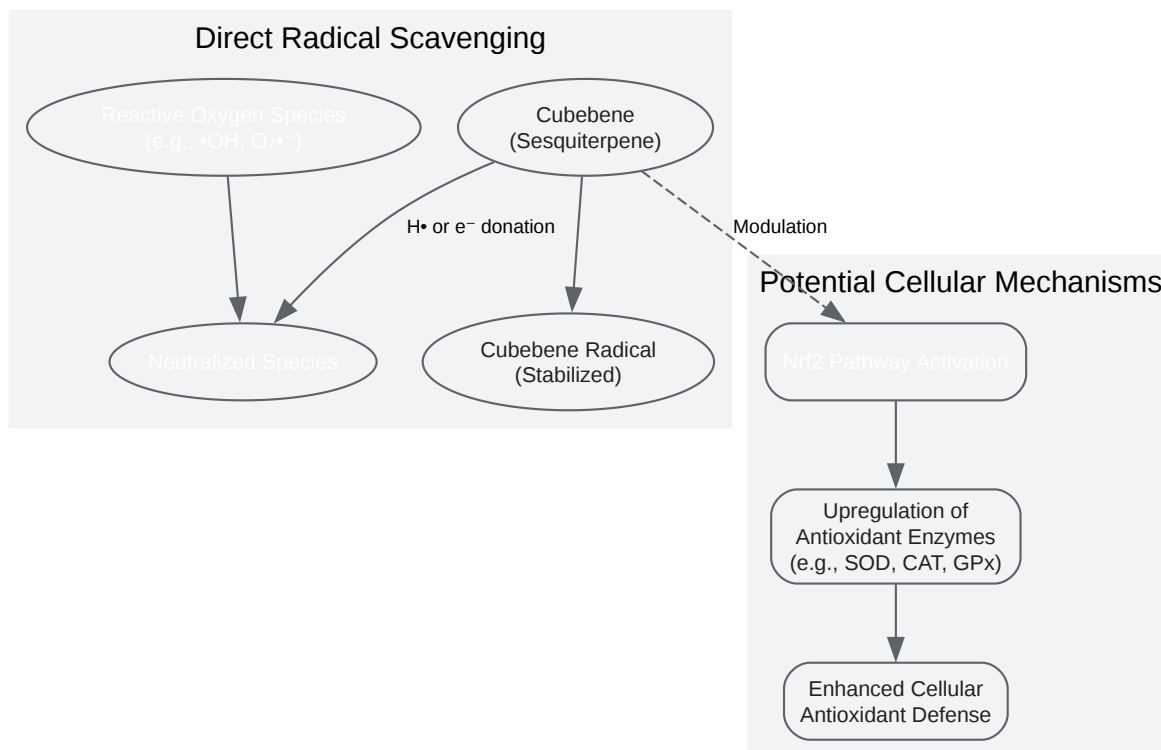 Direct Radical Scavenging
Reactive Oxygen Species
(e.g., •OH, O₂•⁻)
Cubebene
(Sesquiterpene)
H• or e⁻ donation
Modulation
Neutralized Species
Cubebene Radical
(Stabilized)
Potential Cellular Mechanisms
Nrf2 Pathway Activation
Upregulation of
Antioxidant Enzymes
(e.g., SOD, CAT, GPx)
Enhanced Cellular
Antioxidant Defense